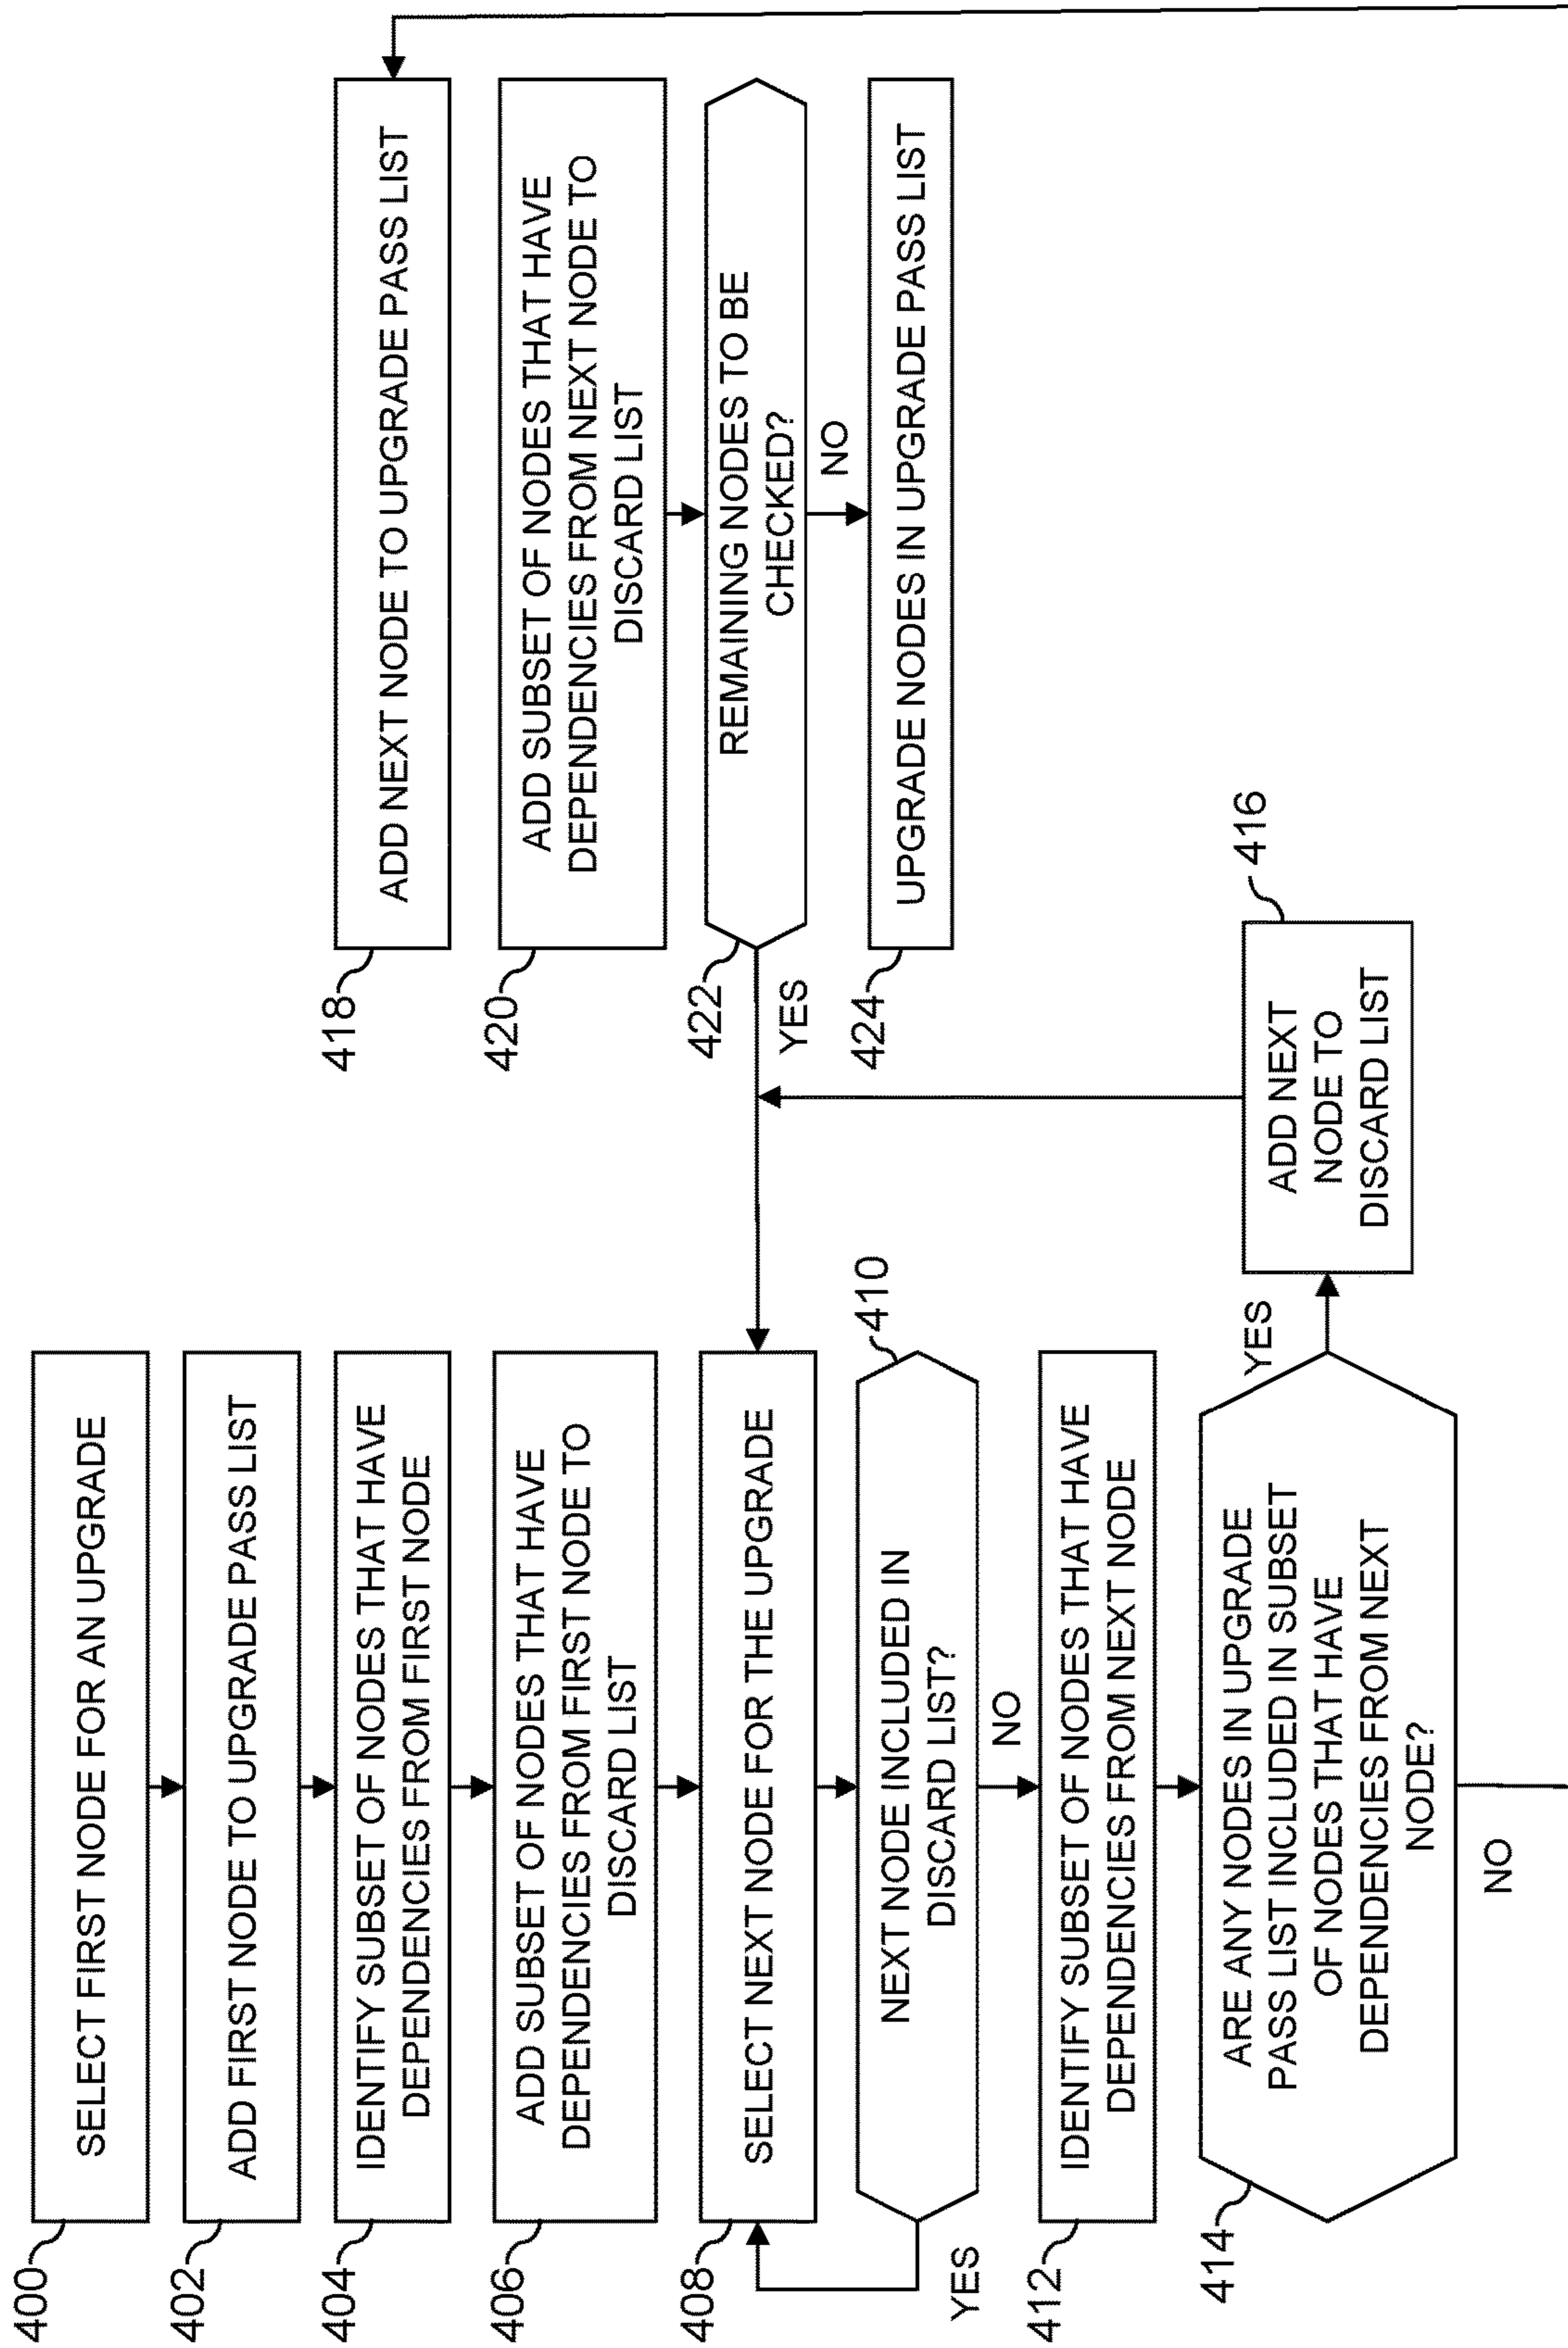 400
SELECT FIRST NODE FOR AN UPGRADE
402
ADD FIRST NODE TO UPGRADE PASS LIST
404
IDENTIFY SUBSET OF NODES THAT HAVE
DEPENDENCIES FROM FIRST NODE
406
ADD SUBSET OF NODES THAT HAVE
DEPENDENCIES FROM FIRST NODE TO
DISCARD LIST
408
SELECT NEXT NODE FOR THE UPGRADE
410
NEXT NODE INCLUDED IN
DISCARD LIST?
YES
NO
412
IDENTIFY SUBSET OF NODES THAT HAVE
DEPENDENCIES FROM NEXT NODE
414
ARE ANY NODES IN UPGRADE
PASS LIST INCLUDED IN SUBSET
OF NODES THAT HAVE
DEPENDENCIES FROM NEXT
NODE?
YES
NO
416
ADD NEXT
NODE TO
DISCARD LIST
418
ADD NEXT NODE TO UPGRADE PASS LIST
420
ADD SUBSET OF NODES THAT HAVE
DEPENDENCIES FROM NEXT NODE TO
DISCARD LIST
422
REMAINING NODES TO BE
CHECKED?
YES
NO
424
UPGRADE NODES IN UPGRADE PASS LIST